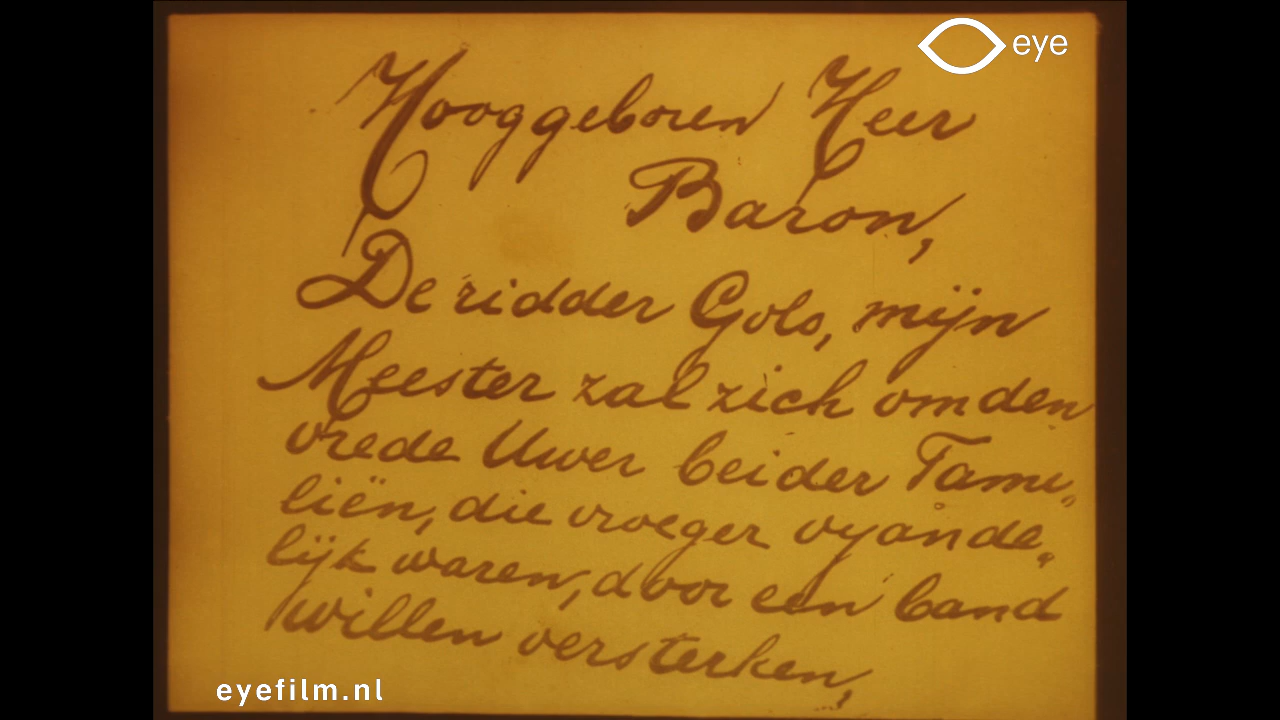 eye
Hooggeboren Heer
Baron,
De ridder Golo, mijn
Meester zal zich om den
vrede Uwer beider Fami„
liën, die vroeger vyande„
lijk waren, door een band
willen versterken,
eyefilm.nl